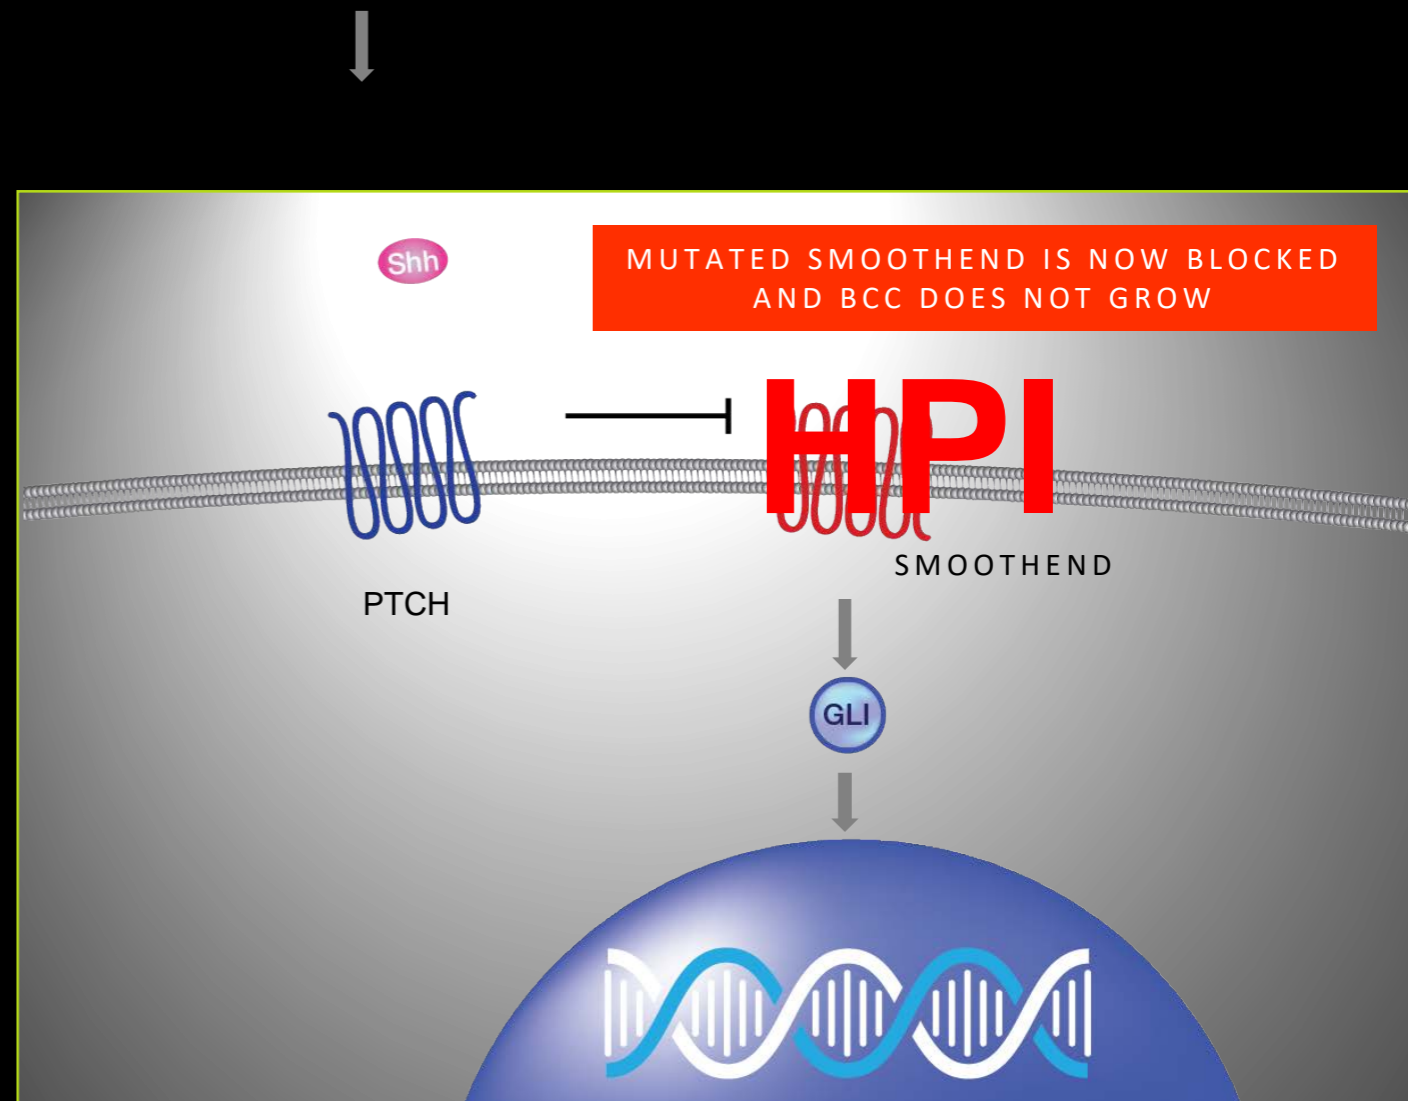 Shh
MUTATED SMOOTHEND IS NOW BLOCKED
AND BCC DOES NOT GROW
HPI
SMOOTHEND
PTCH
GLI